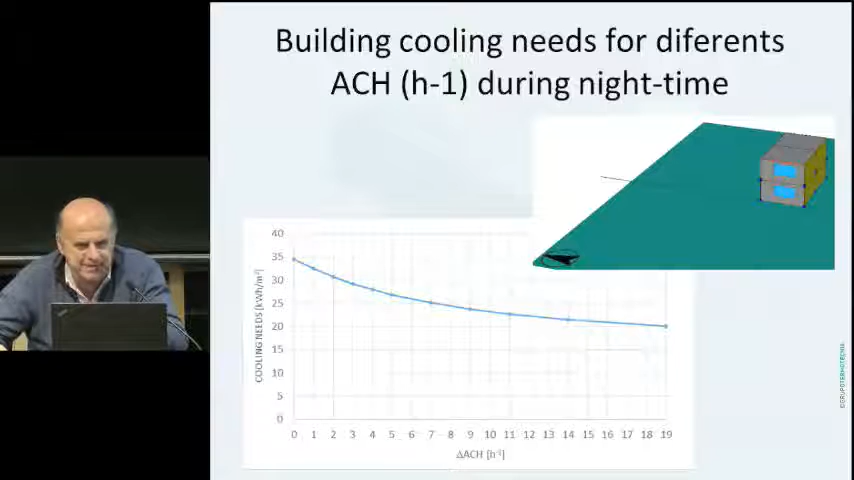 Building cooling needs for diferents
ACH (h-1) during night-time
40
35
30
25
20
15
10
5
0
COOLING NEEDS [kWh/m²]
0 1 2 3 4 5 6 7 8 9 10 11 12 13 14 15 16 17 18 19
ΔACH [h-1]
©GRUPOTERMOTECNIA